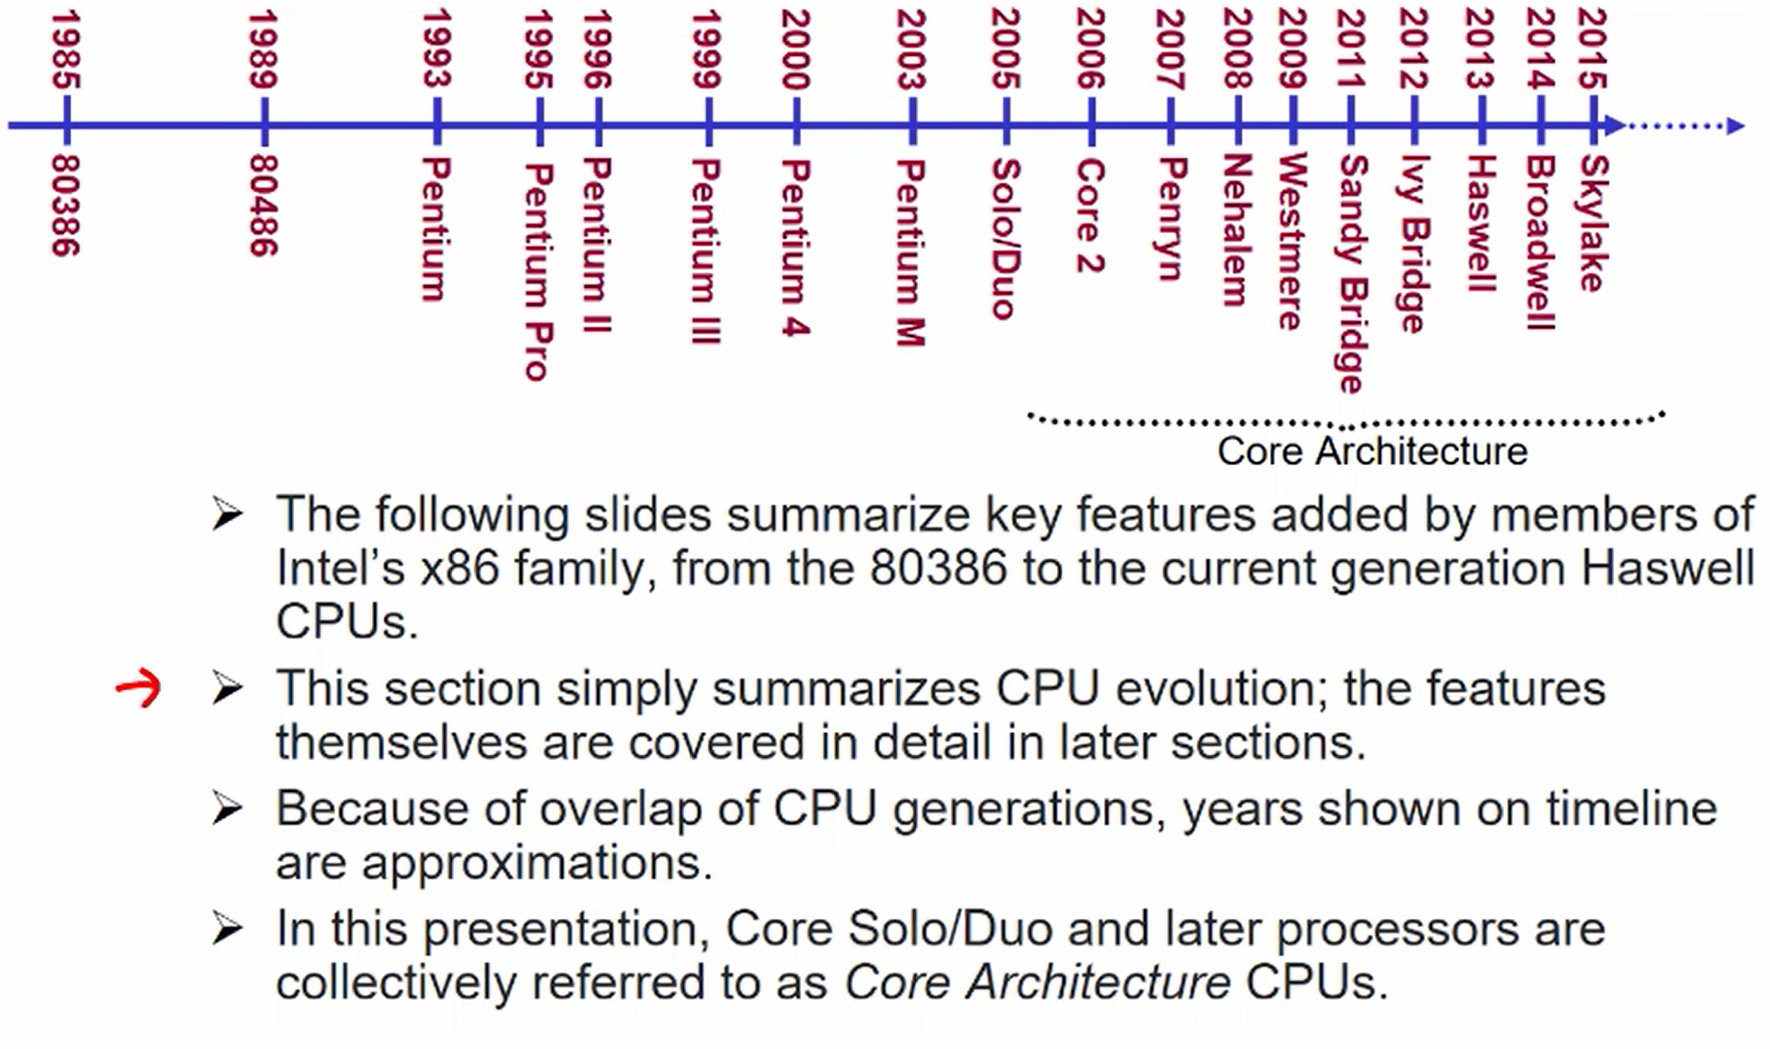 1985
1989
1993
1995
1996
1999
2000
2003
2005
2006
2007
2008
2009
2011
2012
2013
2014
2015
80386
80486
Pentium
Pentium Pro
Pentium II
Pentium III
Pentium 4
Pentium M
Solo/Duo
Core 2
Penryn
Nehalem
Westmere
Sandy Bridge
Ivy Bridge
Haswell
Broadwell
Skylake
Core Architecture
The following slides summarize key features added by members of
Intel’s x86 family, from the 80386 to the current generation Haswell
CPUs.
This section simply summarizes CPU evolution; the features
themselves are covered in detail in later sections.
Because of overlap of CPU generations, years shown on timeline
are approximations.
In this presentation, Core Solo/Duo and later processors are
collectively referred to as Core Architecture CPUs.